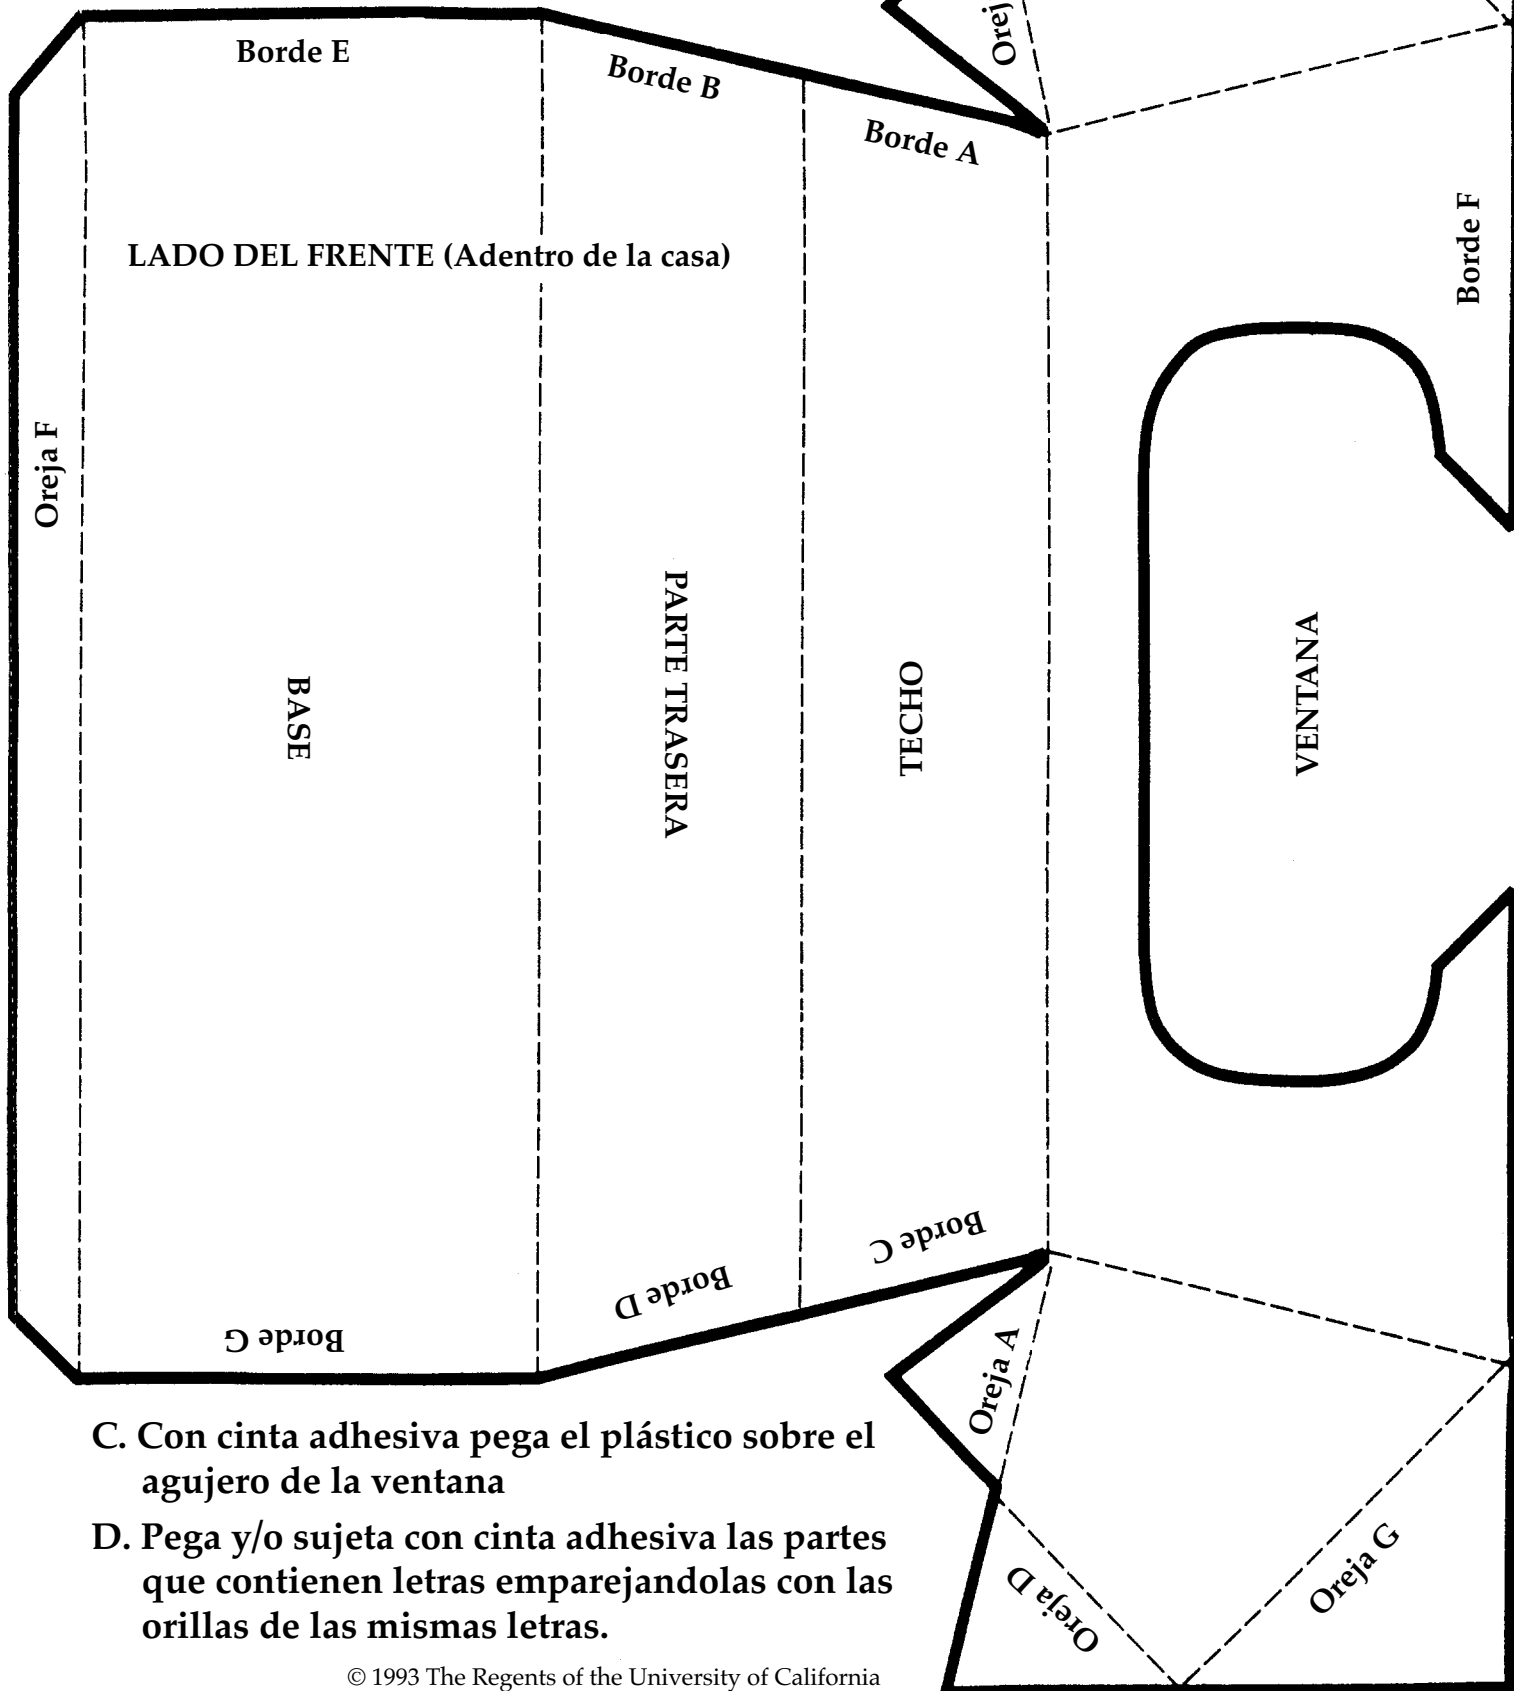 Borde E
Borde B
Orej
Borde A
Borde F
LADO DEL FRENTE (Adentro de la casa)
Oreja F
BASE
PARTE TRASERA
TECHO
VENTANA
Borde C
Borde D
Borde G
Oreja A
C. Con cinta adhesiva pega el plástico sobre el
agujero de la ventana
D. Pega y/o sujeta con cinta adhesiva las partes
que contienen letras emparejandolas con las
orillas de las mismas letras.
Oreja D
Oreja G
© 1993 The Regents of the University of California